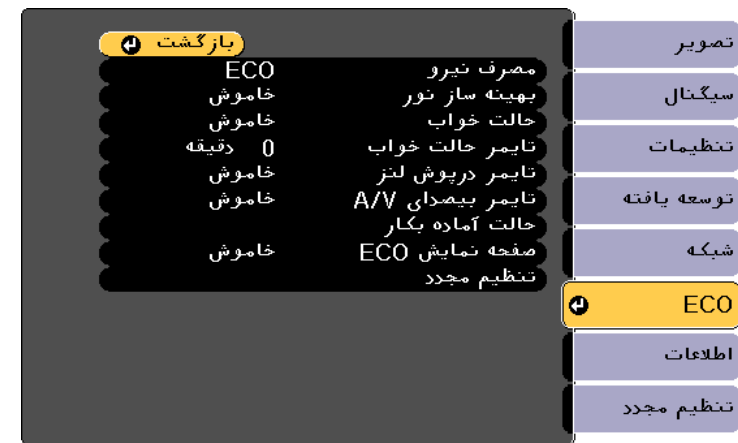 تصویر
سیگنال
تنظیمات
توسعه یافته
شبکه
ECO
اطلاعات
تنظیم مجدد
بازگشت
مصرف نیرو ECO
بهینه ساز نور خاموش
حالت خواب خاموش
تایمر حالت خواب 0 دقیقه
تایمر درپوش لنز خاموش
تایمر بیصدای A/V خاموش
حالت آماده بکار
صفحه نمایش ECO خاموش
تنظیم مجدد